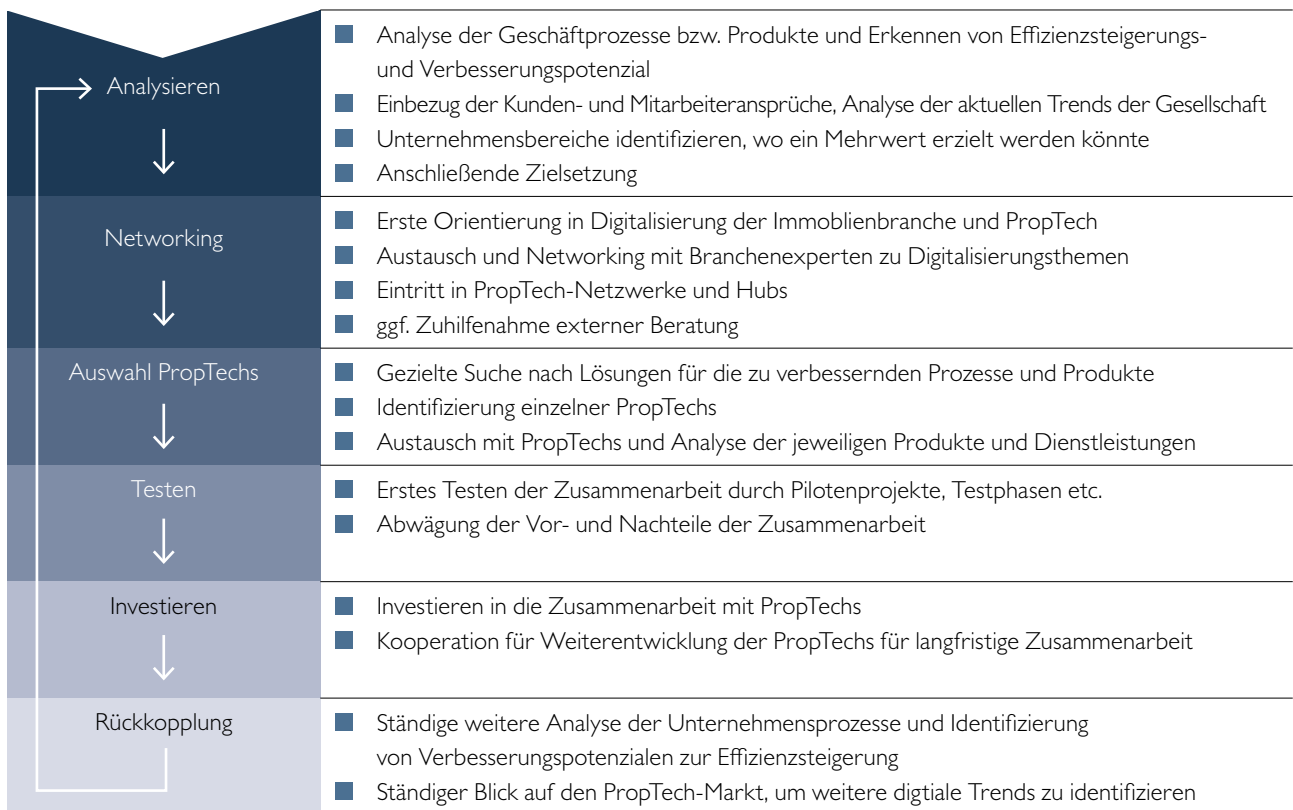 Analysieren
Analyse der Geschäftprozesse bzw. Produkte und Erkennen von Effizienzsteigerungs-
und Verbesserungspotenzial
Einbezug der Kunden- und Mitarbeiteransprüche, Analyse der aktuellen Trends der Gesellschaft
Unternehmensbereiche identifizieren, wo ein Mehrwert erzielt werden könnte
Anschließende Zielsetzung
Networking
Erste Orientierung in Digitalisierung der Immoblienbranche und PropTech
Austausch und Networking mit Branchenexperten zu Digitalisierungsthemen
Eintritt in PropTech-Netzwerke und Hubs
ggf. Zuhilfenahme externer Beratung
Auswahl PropTechs
Gezielte Suche nach Lösungen für die zu verbessernden Prozesse und Produkte
Identifizierung einzelner PropTechs
Austausch mit PropTechs und Analyse der jeweiligen Produkte und Dienstleistungen
Testen
Erstes Testen der Zusammenarbeit durch Pilotenprojekte, Testphasen etc.
Abwägung der Vor- und Nachteile der Zusammenarbeit
Investieren
Investieren in die Zusammenarbeit mit PropTechs
Kooperation für Weiterentwicklung der PropTechs für langfristige Zusammenarbeit
Rückkopplung
Ständige weitere Analyse der Unternehmensprozesse und Identifizierung
von Verbesserungspotenzialen zur Effizienzsteigerung
Ständiger Blick auf den PropTech-Markt, um weitere digtiale Trends zu identifizieren